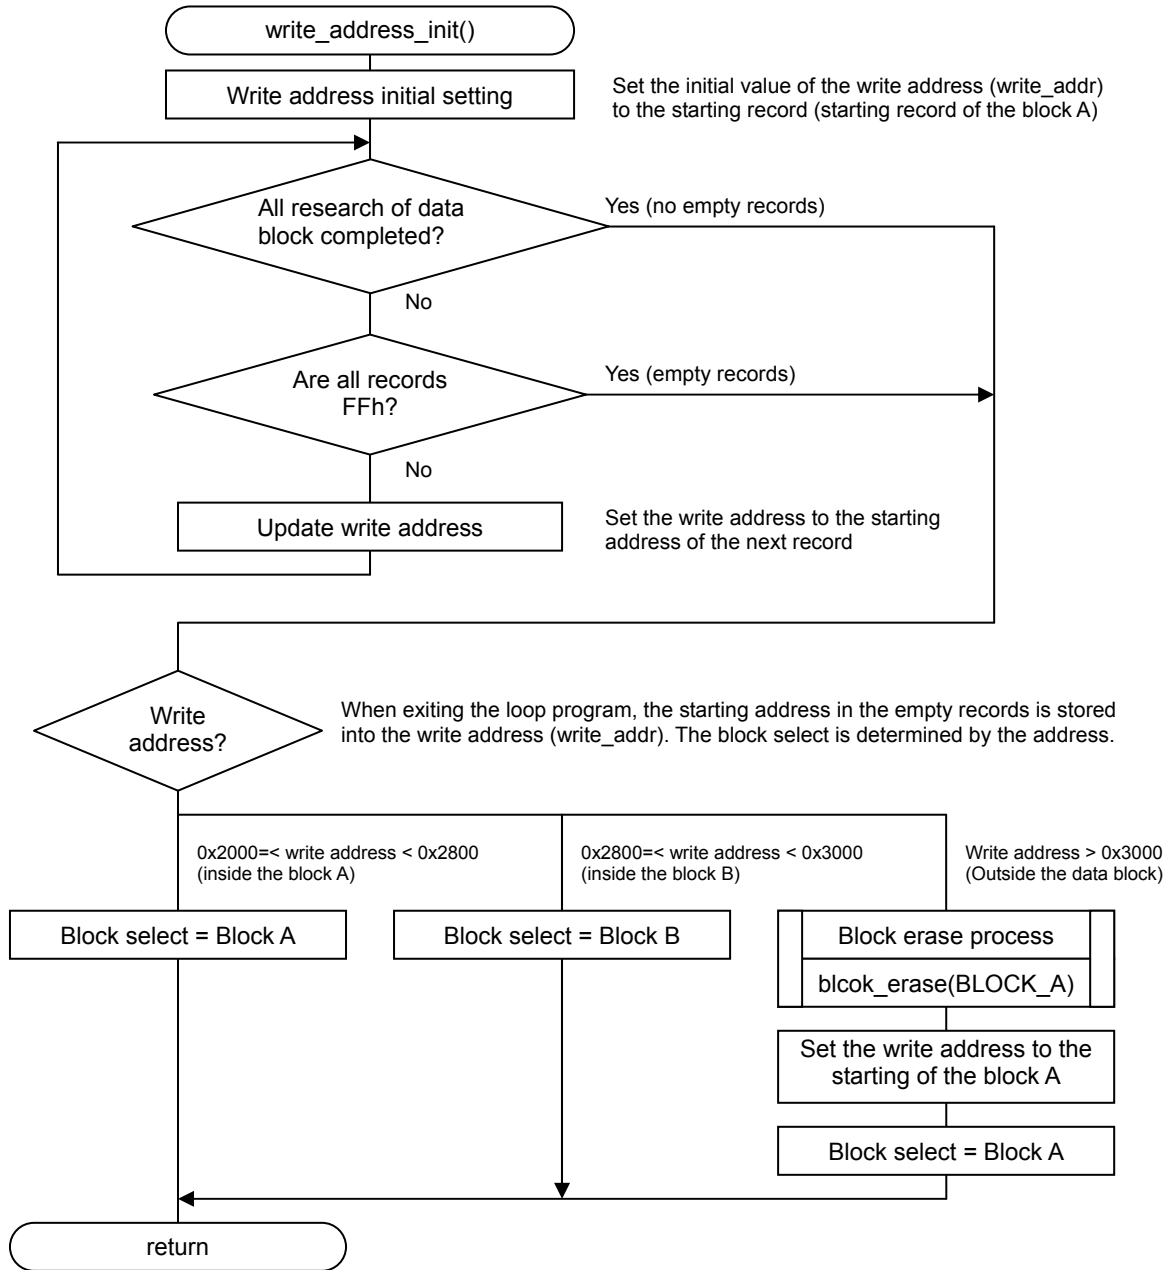 write_address_init()
Write address initial setting
Set the initial value of the write address (write_addr)
to the starting record (starting record of the block A)
All research of data
block completed?
Yes (no empty records)
No
Are all records
FFh?
Yes (empty records)
No
Update write address
Set the write address to the starting
address of the next record
Write
address?
When exiting the loop program, the starting address in the empty records is stored
into the write address (write_addr). The block select is determined by the address.
0x2000=< write address < 0x2800
(inside the block A)
0x2800=< write address < 0x3000
(inside the block B)
Write address > 0x3000
(Outside the data block)
Block select = Block A
Block select = Block B
Block erase process
blcok_erase(BLOCK_A)
Set the write address to the
starting of the block A
Block select = Block A
return